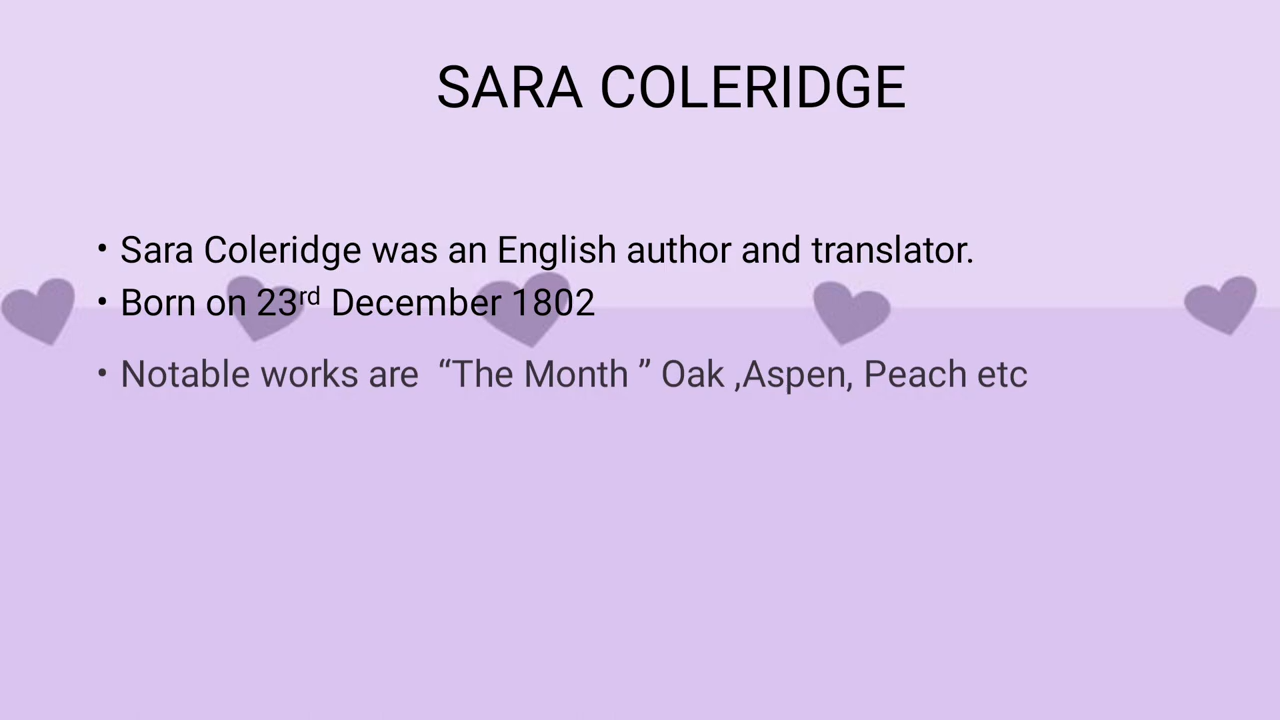 SARA COLERIDGE
• Sara Coleridge was an English author and translator.
• Born on 23rd December 1802
• Notable works are “The Month ” Oak ,Aspen, Peach etc